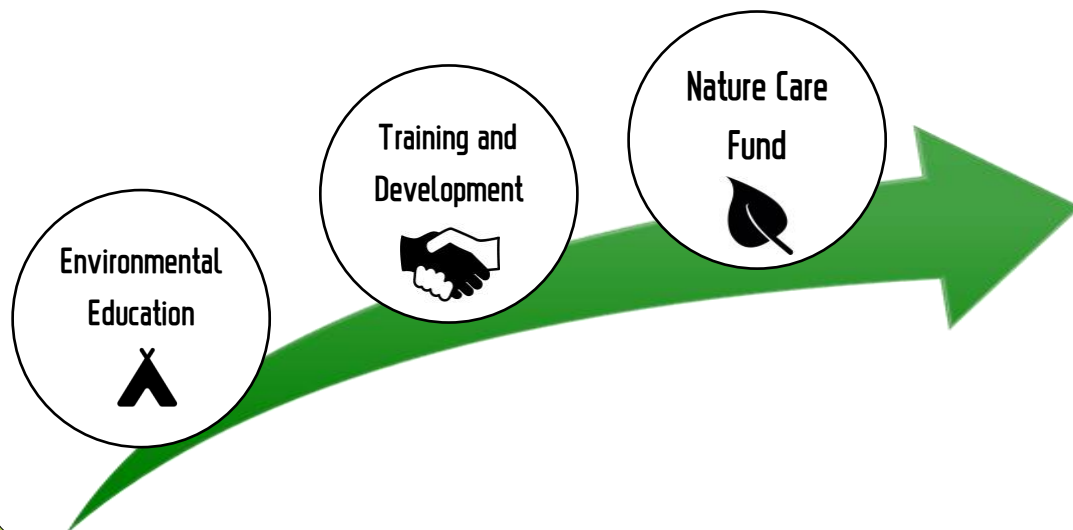 Environmental
Education
Training and
Development
Nature Care
Fund